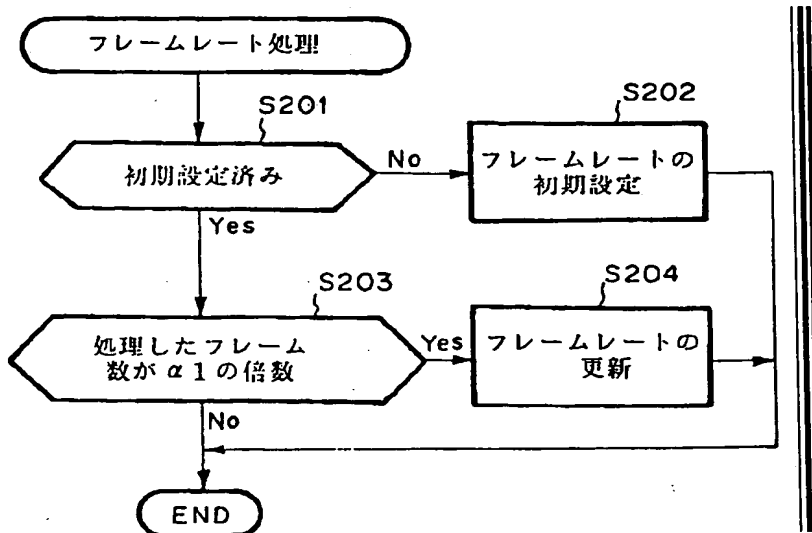 フレームレート処理
S201
初期設定済み
No
S202
フレームレートの
初期設定
Yes
S203
処理したフレーム
数がα1の倍数
Yes
S204
フレームレートの
更新
No
END